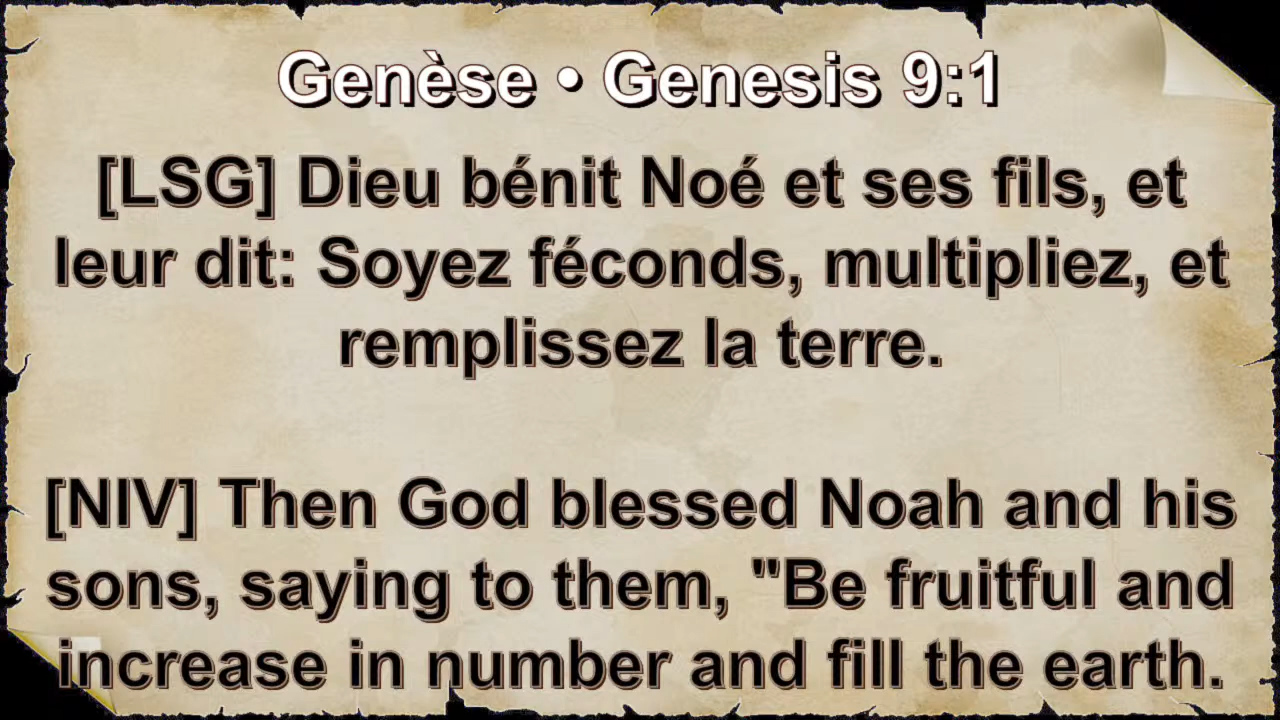 Genèse • Genesis 9:1
[LSG] Dieu bénit Noé et ses fils, et
leur dit: Soyez féconds, multipliez, et
remplissez la terre.
[NIV] Then God blessed Noah and his
sons, saying to them, "Be fruitful and
increase in number and fill the earth.